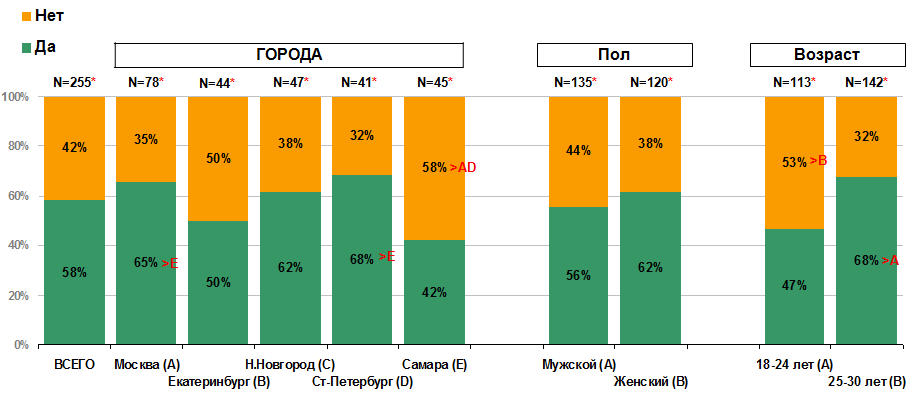 Нет
Да
ГОРОДА
Пол
Возраст
N=255* N=78* N=44* N=47* N=41* N=45* N=135* N=120* N=113* N=142*
100%
80%
60%
40%
20%
0%
42% 35% 50% 38% 32% 58% >AD 44% 38% 53% >B 32%
58% 65% >E 50% 62% 68% >E 42% 56% 62% 47% 68% >A
ВСЕГО Москва (A) Н.Новгород (C) Самара (E) Мужской (A) 18-24 лет (A)
Екатеринбург (B) Ст-Петербург (D) Женский (B) 25-30 лет (B)